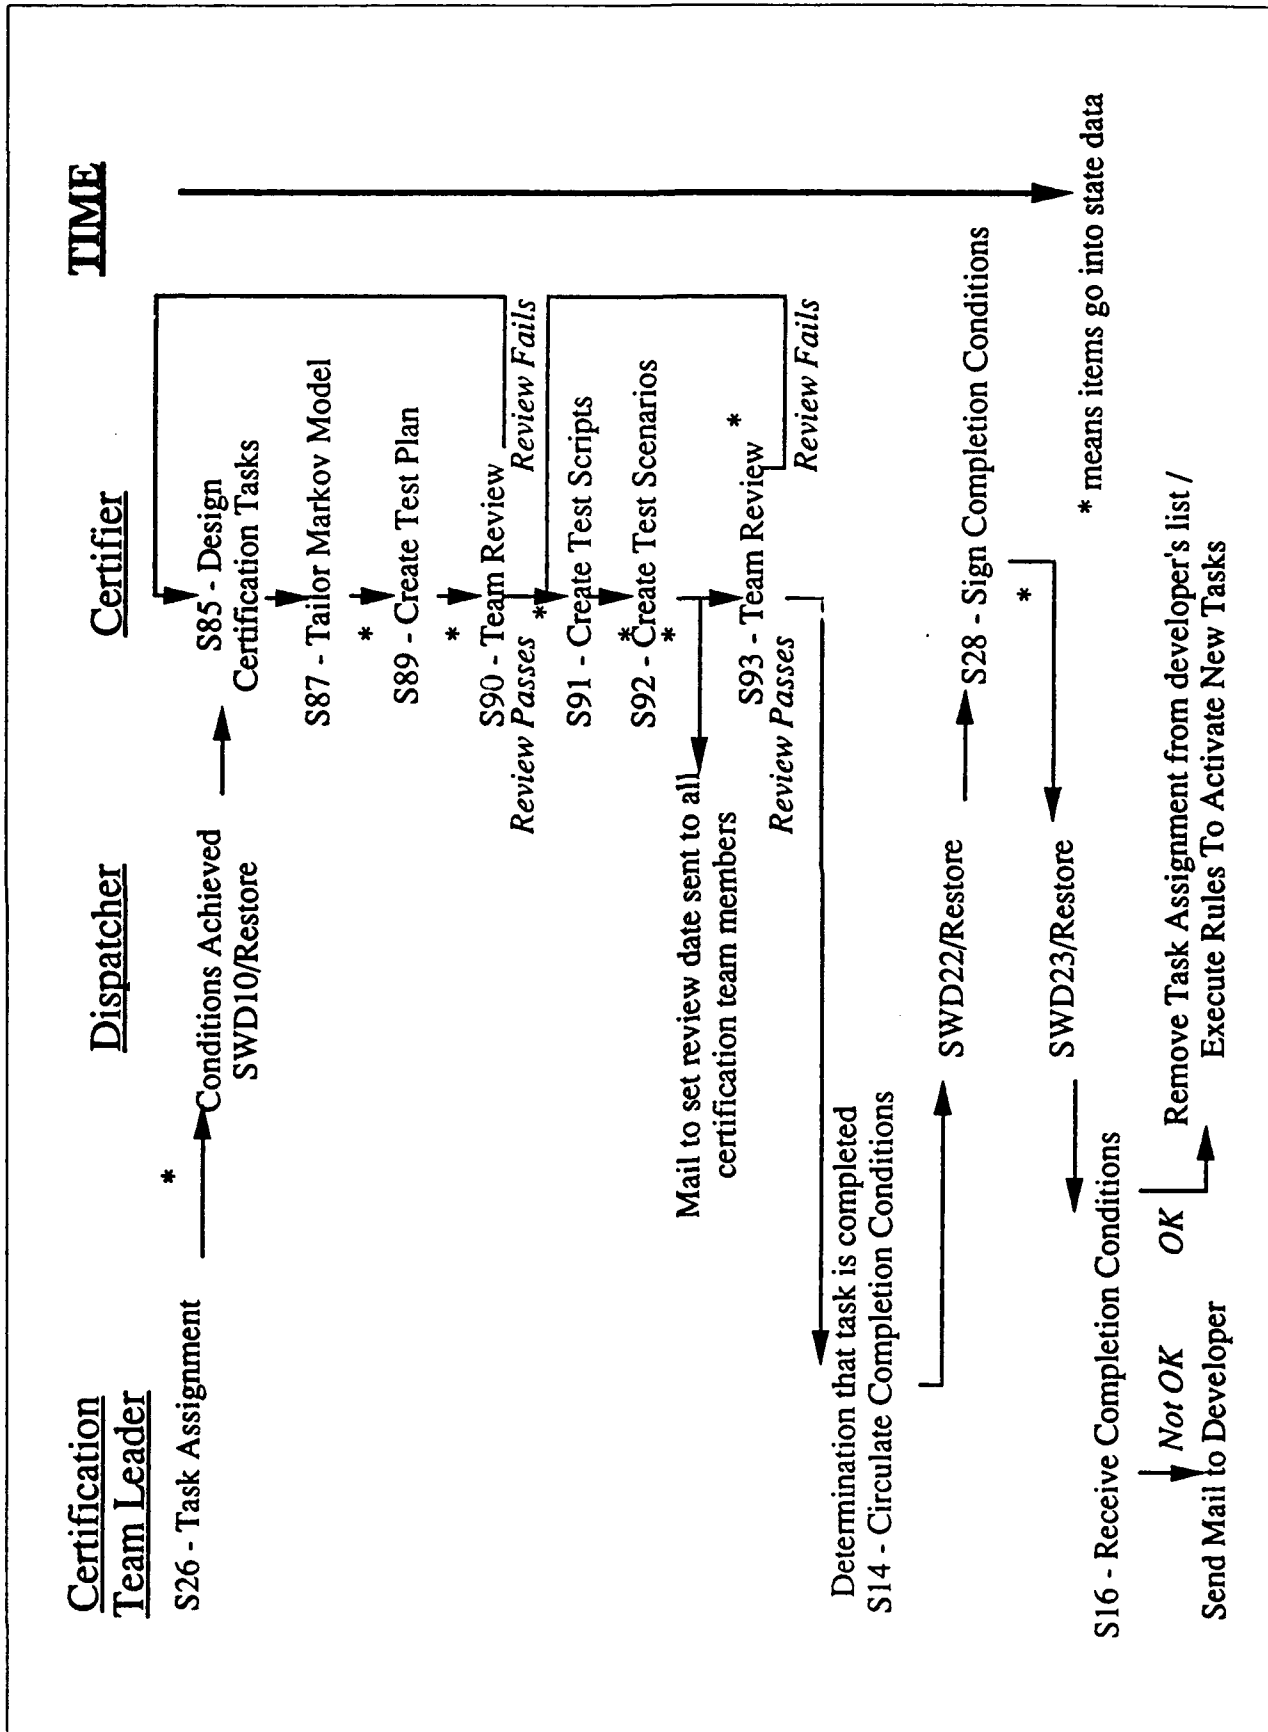 Certification
Team Leader
Dispatcher
Certifier
TIME
S26 - Task Assignment
*
Conditions Achieved
SWD10/Restore
S85 - Design
Certification Tasks
S87 - Tailor Markov Model
*
S89 - Create Test Plan
*
S90 - Team Review
Review Passes
*
Review Fails
S91 - Create Test Scripts
*
S92 - Create Test Scenarios
*
Mail to set review date sent to all
certification team members
S93 - Team Review *
Review Passes
Review Fails
Determination that task is completed
S14 - Circulate Completion Conditions
SWD22/Restore
S28 - Sign Completion Conditions
*
SWD23/Restore
S16 - Receive Completion Conditions
Not OK
OK
Send Mail to Developer
Remove Task Assignment from developer's list /
Execute Rules To Activate New Tasks
* means items go into state data